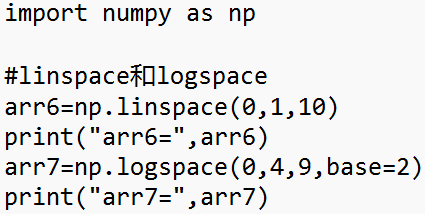 import numpy as np
#linspace和logspace
arr6=np.linspace(0,1,10)
print("arr6=",arr6)
arr7=np.logspace(0,4,9,base=2)
print("arr7=",arr7)